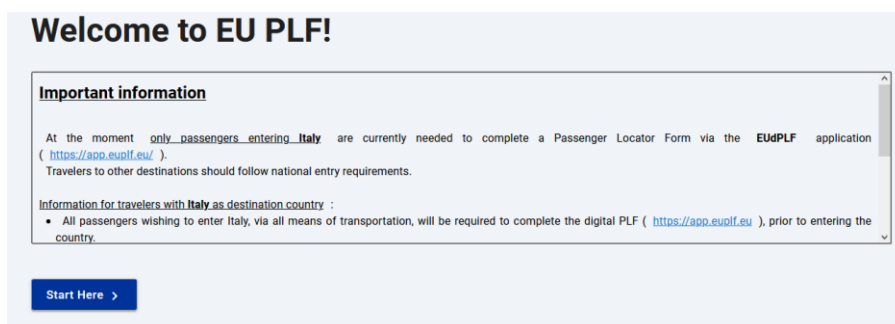 Welcome to EU PLF!
Important information
At the moment only passengers entering Italy are currently needed to complete a Passenger Locator Form via the EUdPLF application
( https://app.euplf.eu/ ).
Travelers to other destinations should follow national entry requirements.
Information for travelers with Italy as destination country :
• All passengers wishing to enter Italy, via all means of transportation, will be required to complete the digital PLF ( https://app.euplf.eu ), prior to entering the
country.
Start Here >